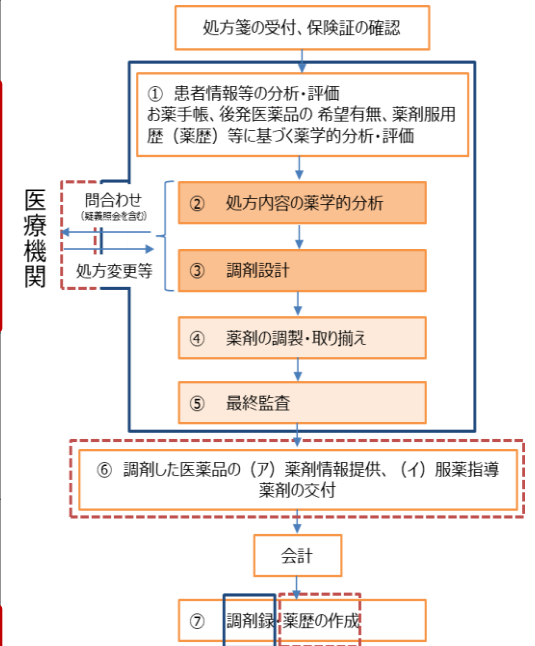 処方箋の受付、保険証の確認
① 患者情報等の分析・評価
お薬手帳、後発医薬品の 希望有無、薬剤服用
歴（薬歴）等に基づく薬学的分析・評価
医療機関
問合わせ
（疑義照会を含む）
処方変更等
② 処方内容の薬学的分析
③ 調剤設計
④ 薬剤の調製・取り揃え
⑤ 最終監査
⑥ 調剤した医薬品の（ア）薬剤情報提供、（イ）服薬指導
薬剤の交付
会計
⑦ 調剤録・薬歴の作成